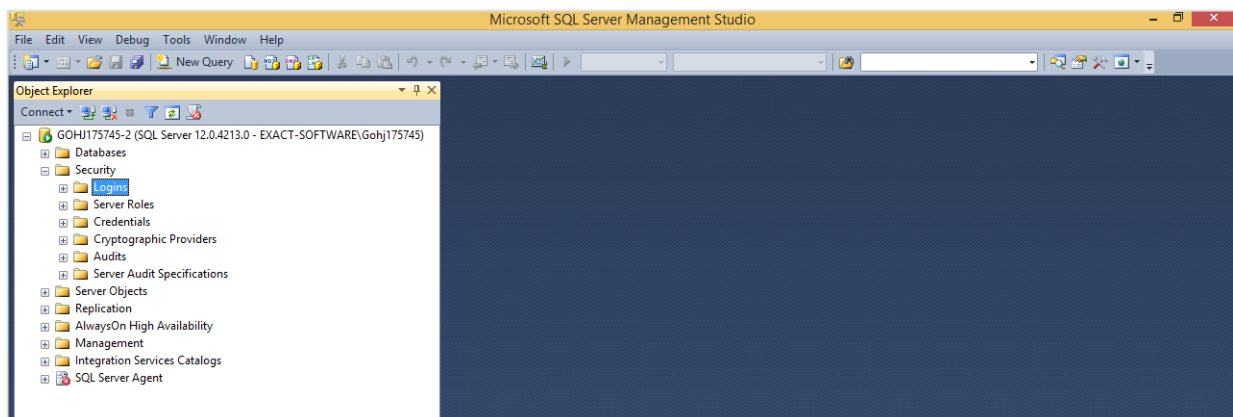 Microsoft SQL Server Management Studio
File Edit View Debug Tools Window Help
New Query
Object Explorer
Connect
GOHJ175745-2 (SQL Server 12.0.4213.0 - EXACT-SOFTWARE\Gohj175745)
Databases
Security
Logins
Server Roles
Credentials
Cryptographic Providers
Audits
Server Audit Specifications
Server Objects
Replication
AlwaysOn High Availability
Management
Integration Services Catalogs
SQL Server Agent